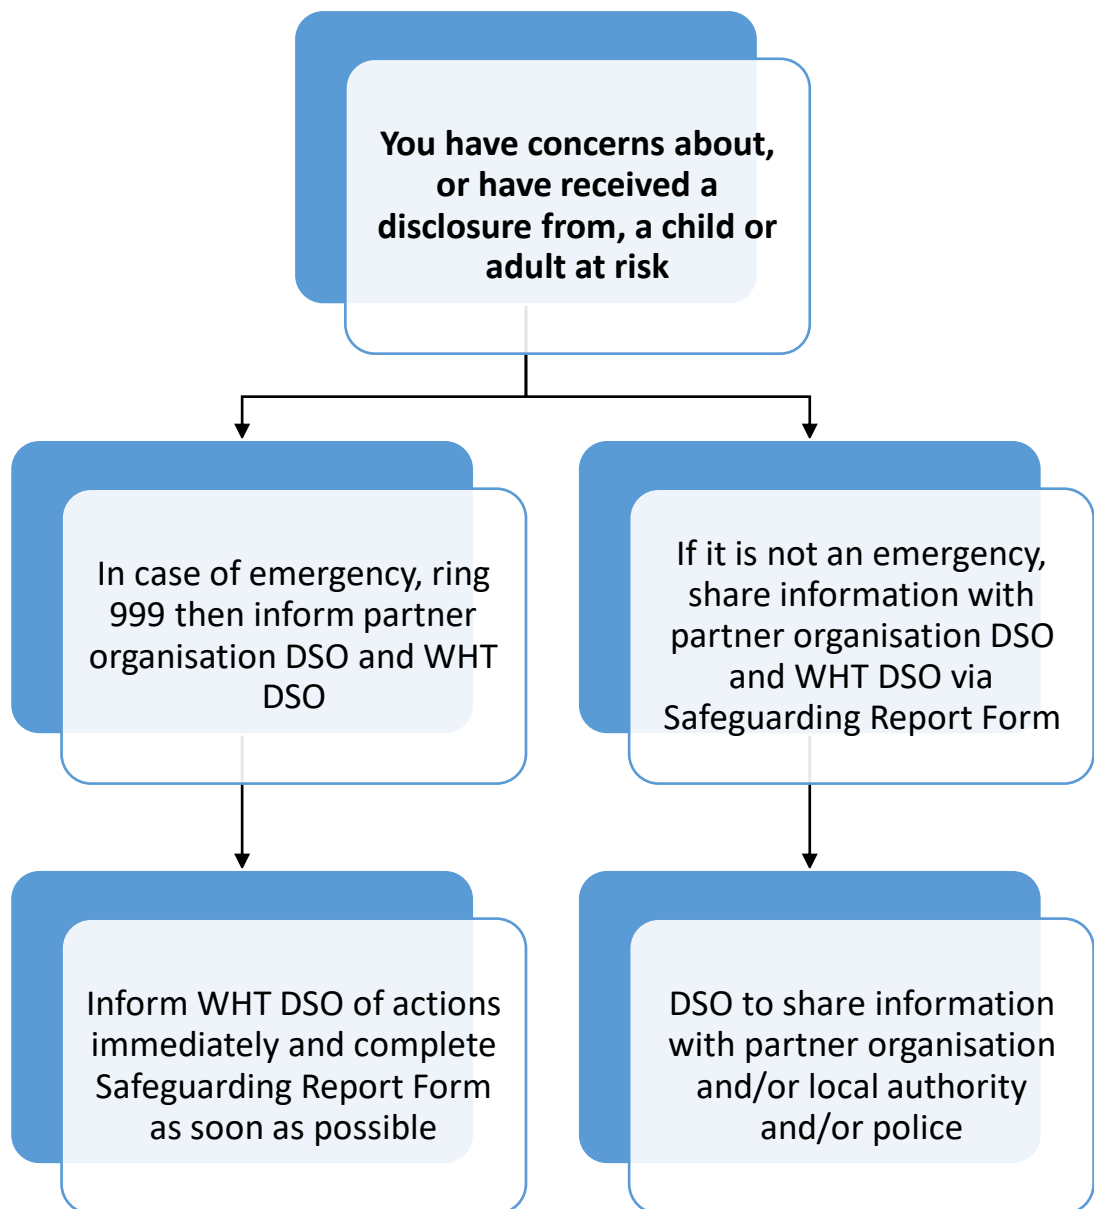 You have concerns about,
or have received a
disclosure from, a child or
adult at risk
In case of emergency, ring
999 then inform partner
organisation DSO and WHT
DSO
If it is not an emergency,
share information with
partner organisation DSO
and WHT DSO via
Safeguarding Report Form
Inform WHT DSO of actions
immediately and complete
Safeguarding Report Form
as soon as possible
DSO to share information
with partner organisation
and/or local authority
and/or police